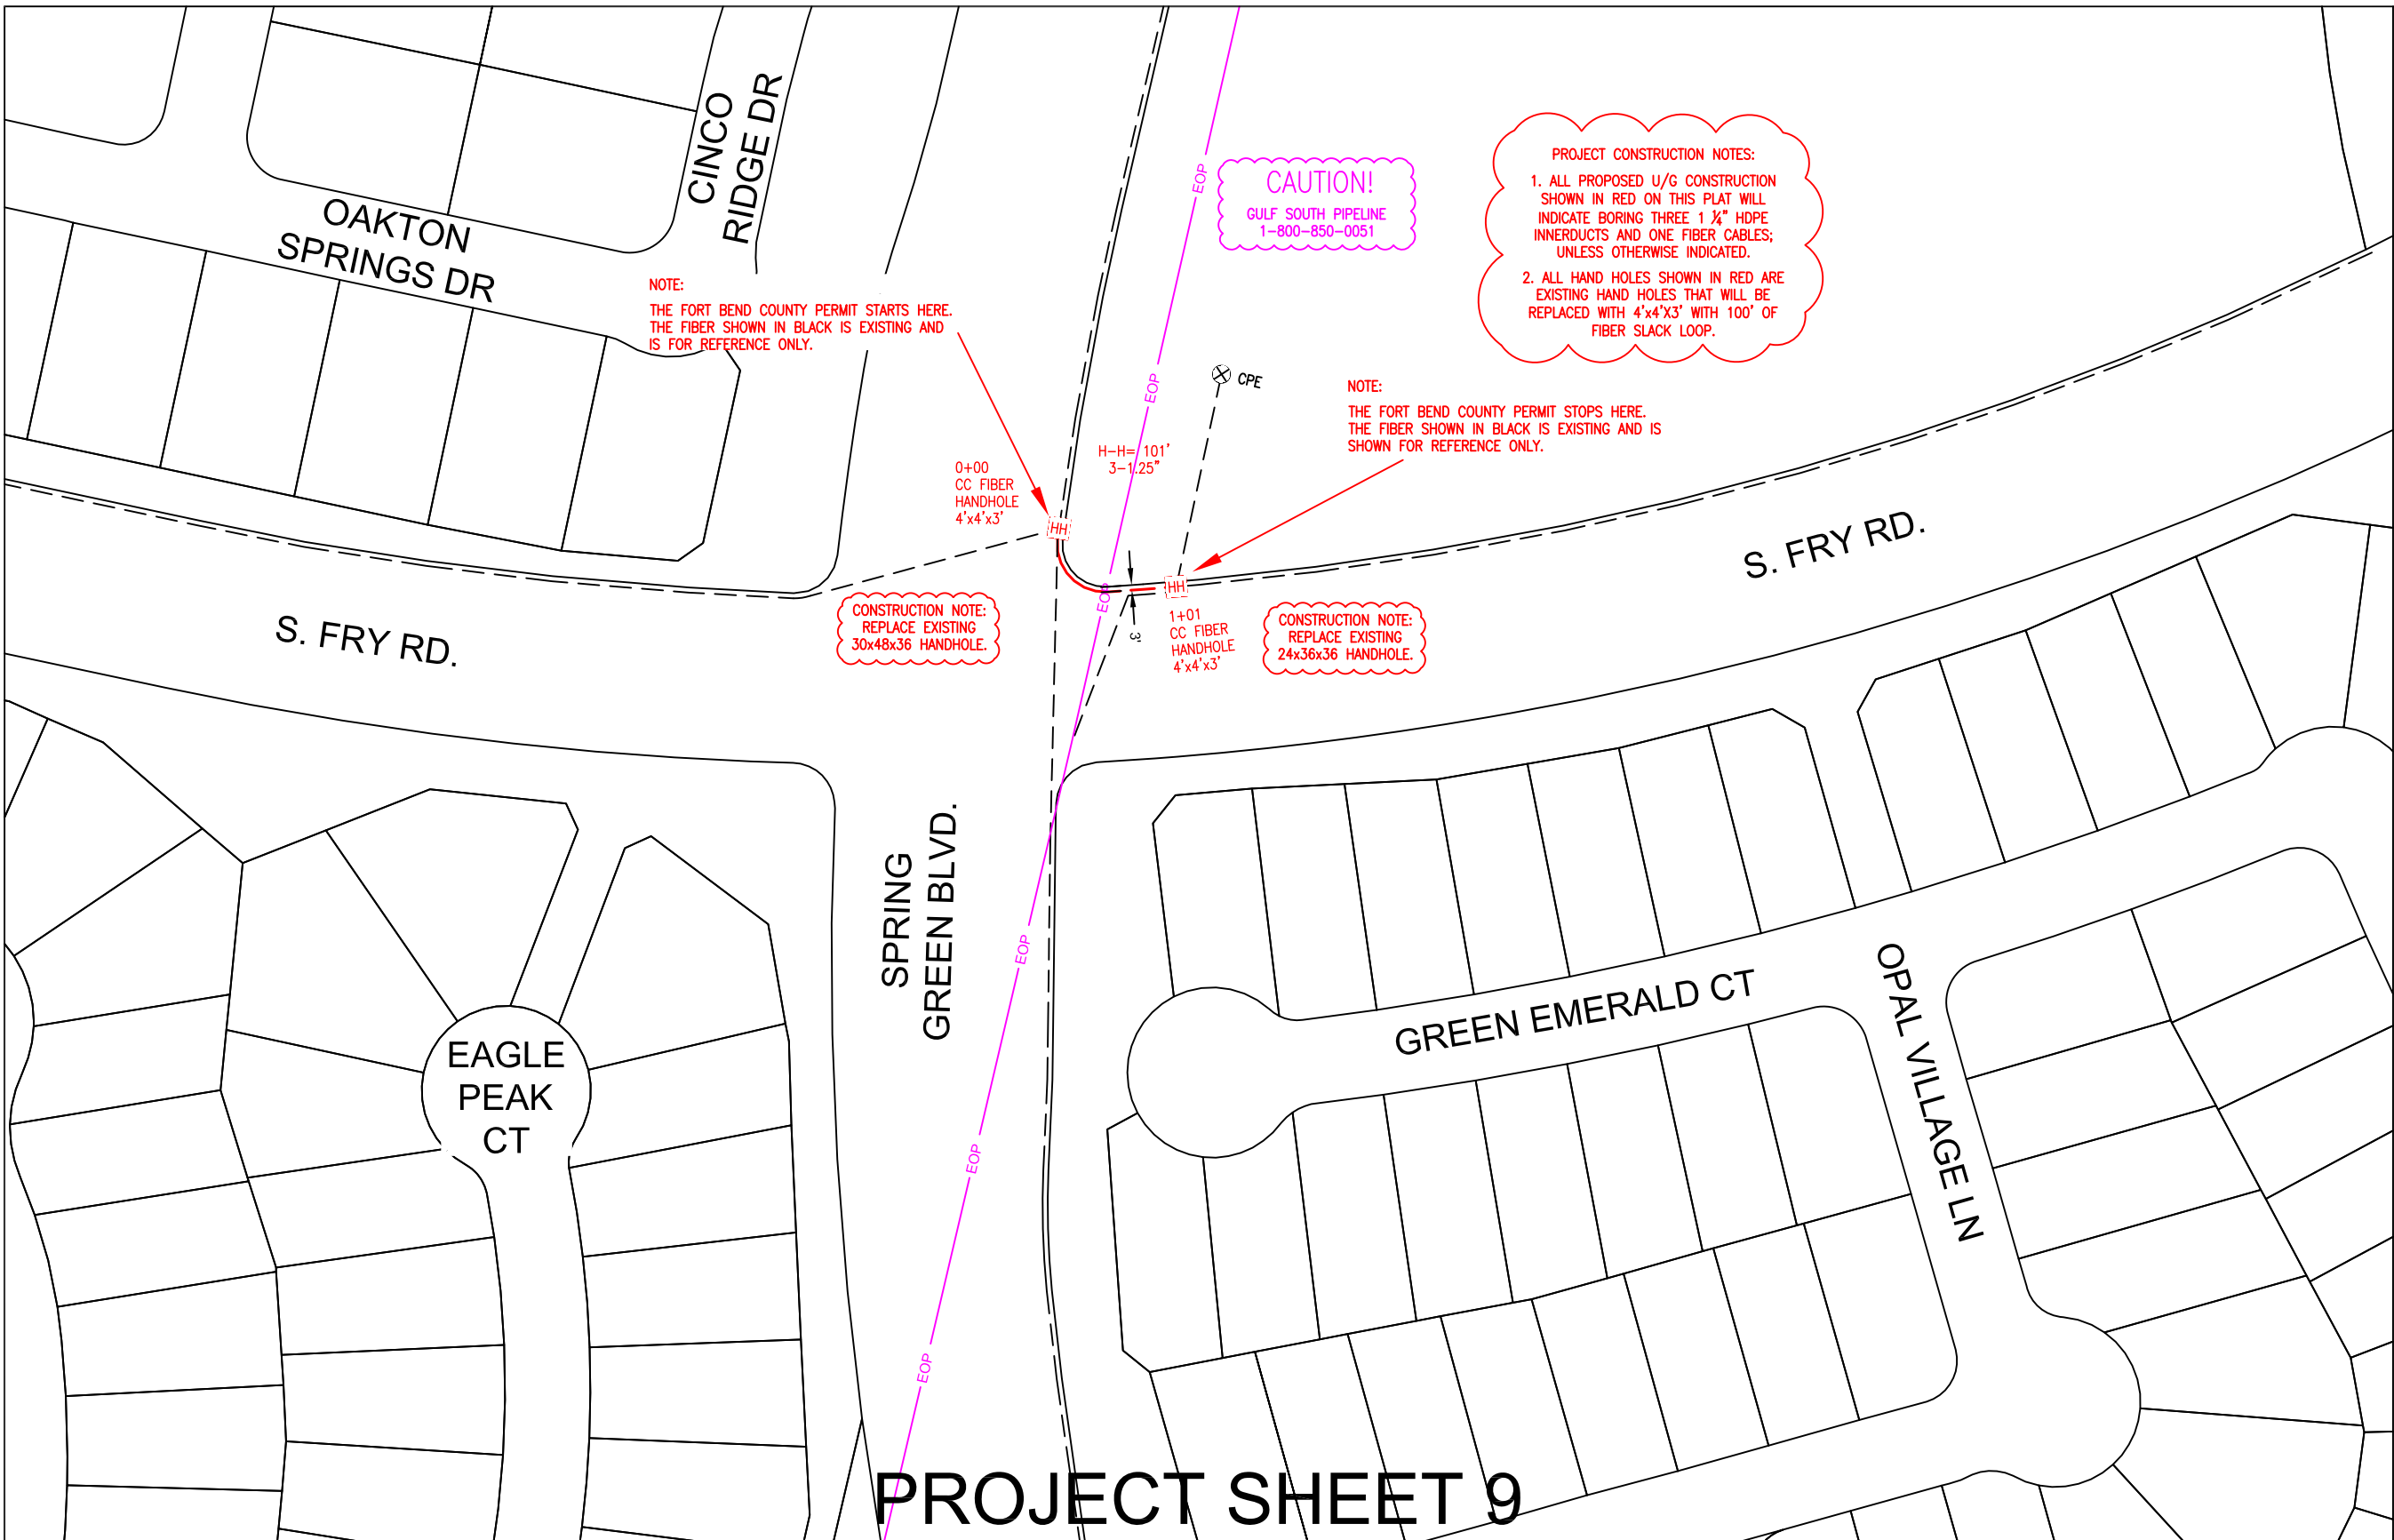 CINCO
RIDGE DR
OAKTON
SPRINGS DR
EOP
CAUTION!
GULF SOUTH PIPELINE
1-800-850-0051
PROJECT CONSTRUCTION NOTES:
1. ALL PROPOSED U/G CONSTRUCTION
SHOWN IN RED ON THIS PLAT WILL
INDICATE BORING THREE 1 ¼" HDPE
INNERDUCTS AND ONE FIBER CABLES;
UNLESS OTHERWISE INDICATED.
2. ALL HAND HOLES SHOWN IN RED ARE
EXISTING HAND HOLES THAT WILL BE
REPLACED WITH 4'x4'X3' WITH 100' OF
FIBER SLACK LOOP.
NOTE:
THE FORT BEND COUNTY PERMIT STARTS HERE.
THE FIBER SHOWN IN BLACK IS EXISTING AND
IS FOR REFERENCE ONLY.
CPE
EOP
NOTE:
THE FORT BEND COUNTY PERMIT STOPS HERE.
THE FIBER SHOWN IN BLACK IS EXISTING AND IS
SHOWN FOR REFERENCE ONLY.
H-H= 101'
3-1.25"
0+00
CC FIBER
HANDHOLE
4'x4'x3'
HH
HH
EOP
3'
S. FRY RD.
S. FRY RD.
CONSTRUCTION NOTE:
REPLACE EXISTING
30x48x36 HANDHOLE.
1+01
CC FIBER
HANDHOLE
4'x4'x3'
CONSTRUCTION NOTE:
REPLACE EXISTING
24x36x36 HANDHOLE.
SPRING
GREEN BLVD.
EOP
GREEN EMERALD CT
OPAL VILLAGE LN
EAGLE
PEAK
CT
EOP
EOP
PROJECT SHEET 9